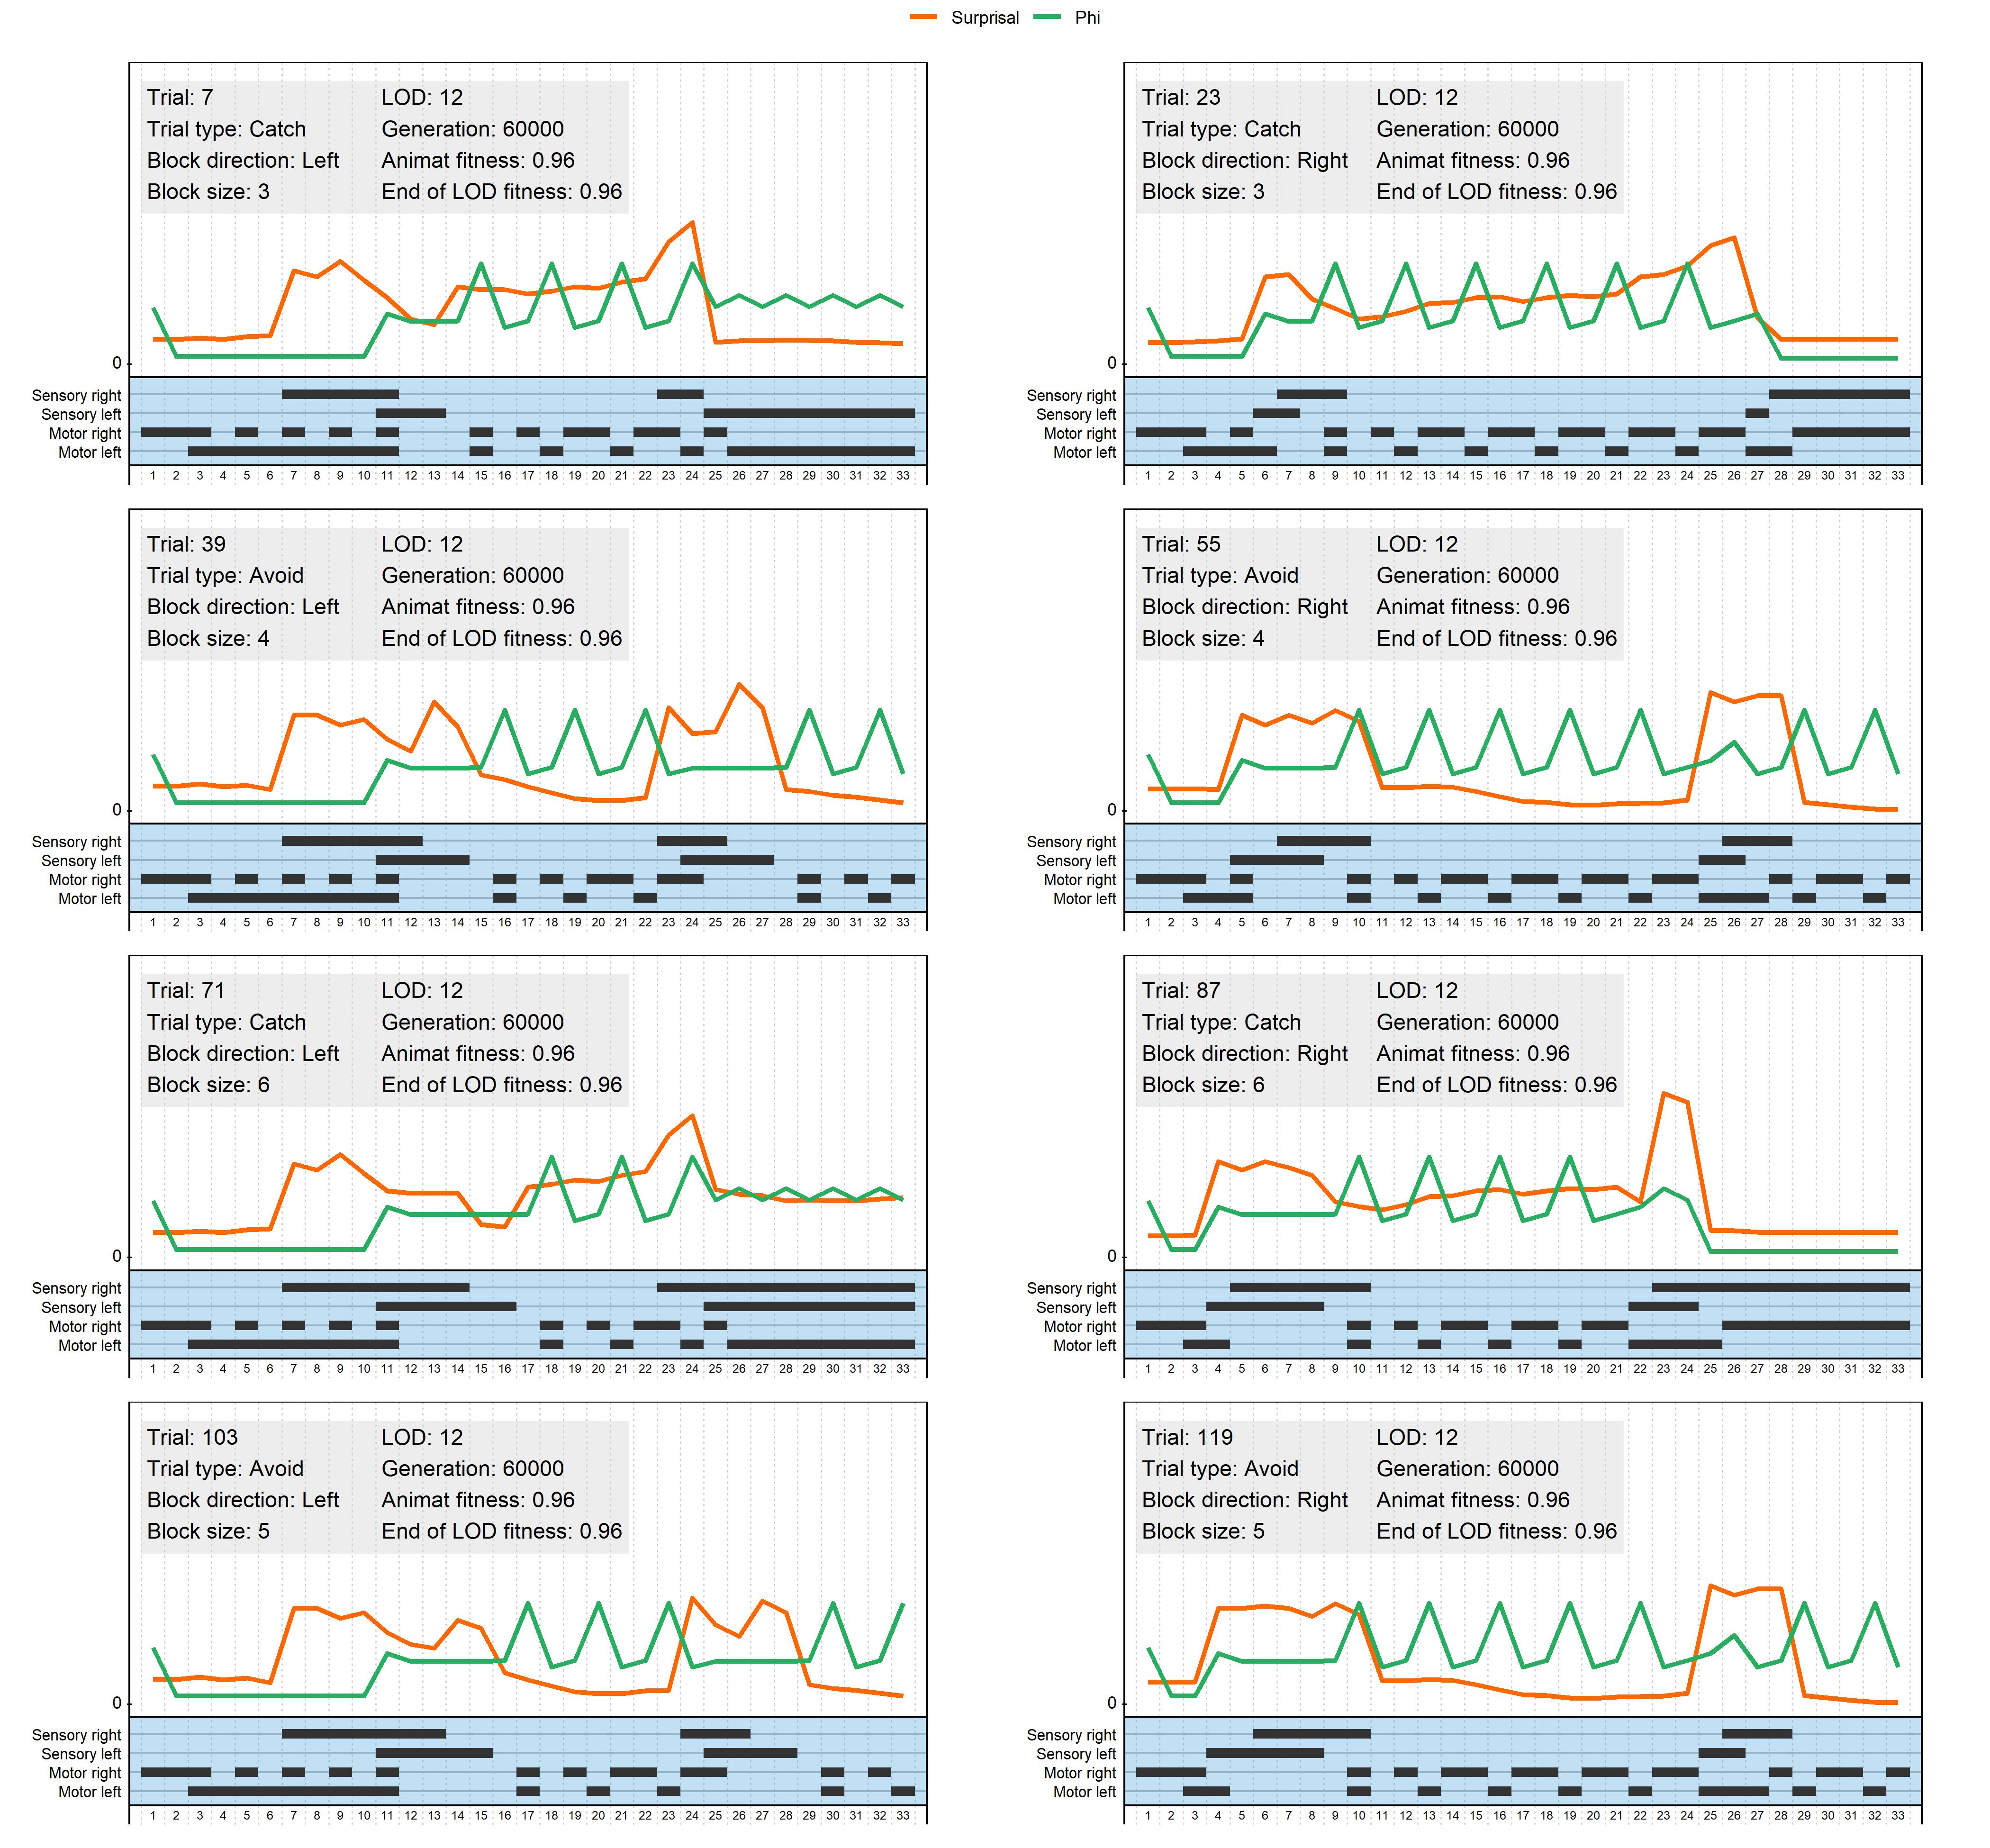 Surprisal Phi
Trial: 7 LOD: 12
Trial type: Catch Generation: 60000
Block direction: Left Animat fitness: 0.96
Block size: 3 End of LOD fitness: 0.96
0
Sensory right
Sensory left
Motor right
Motor left
1 2 3 4 5 6 7 8 9 10 11 12 13 14 15 16 17 18 19 20 21 22 23 24 25 26 27 28 29 30 31 32 33
Trial: 23 LOD: 12
Trial type: Catch Generation: 60000
Block direction: Right Animat fitness: 0.96
Block size: 3 End of LOD fitness: 0.96
0
Sensory right
Sensory left
Motor right
Motor left
1 2 3 4 5 6 7 8 9 10 11 12 13 14 15 16 17 18 19 20 21 22 23 24 25 26 27 28 29 30 31 32 33
Trial: 39 LOD: 12
Trial type: Avoid Generation: 60000
Block direction: Left Animat fitness: 0.96
Block size: 4 End of LOD fitness: 0.96
0
Sensory right
Sensory left
Motor right
Motor left
1 2 3 4 5 6 7 8 9 10 11 12 13 14 15 16 17 18 19 20 21 22 23 24 25 26 27 28 29 30 31 32 33
Trial: 55 LOD: 12
Trial type: Avoid Generation: 60000
Block direction: Right Animat fitness: 0.96
Block size: 4 End of LOD fitness: 0.96
0
Sensory right
Sensory left
Motor right
Motor left
1 2 3 4 5 6 7 8 9 10 11 12 13 14 15 16 17 18 19 20 21 22 23 24 25 26 27 28 29 30 31 32 33
Trial: 71 LOD: 12
Trial type: Catch Generation: 60000
Block direction: Left Animat fitness: 0.96
Block size: 6 End of LOD fitness: 0.96
0
Sensory right
Sensory left
Motor right
Motor left
1 2 3 4 5 6 7 8 9 10 11 12 13 14 15 16 17 18 19 20 21 22 23 24 25 26 27 28 29 30 31 32 33
Trial: 87 LOD: 12
Trial type: Catch Generation: 60000
Block direction: Right Animat fitness: 0.96
Block size: 6 End of LOD fitness: 0.96
0
Sensory right
Sensory left
Motor right
Motor left
1 2 3 4 5 6 7 8 9 10 11 12 13 14 15 16 17 18 19 20 21 22 23 24 25 26 27 28 29 30 31 32 33
Trial: 103 LOD: 12
Trial type: Avoid Generation: 60000
Block direction: Left Animat fitness: 0.96
Block size: 5 End of LOD fitness: 0.96
0
Sensory right
Sensory left
Motor right
Motor left
1 2 3 4 5 6 7 8 9 10 11 12 13 14 15 16 17 18 19 20 21 22 23 24 25 26 27 28 29 30 31 32 33
Trial: 119 LOD: 12
Trial type: Avoid Generation: 60000
Block direction: Right Animat fitness: 0.96
Block size: 5 End of LOD fitness: 0.96
0
Sensory right
Sensory left
Motor right
Motor left
1 2 3 4 5 6 7 8 9 10 11 12 13 14 15 16 17 18 19 20 21 22 23 24 25 26 27 28 29 30 31 32 33